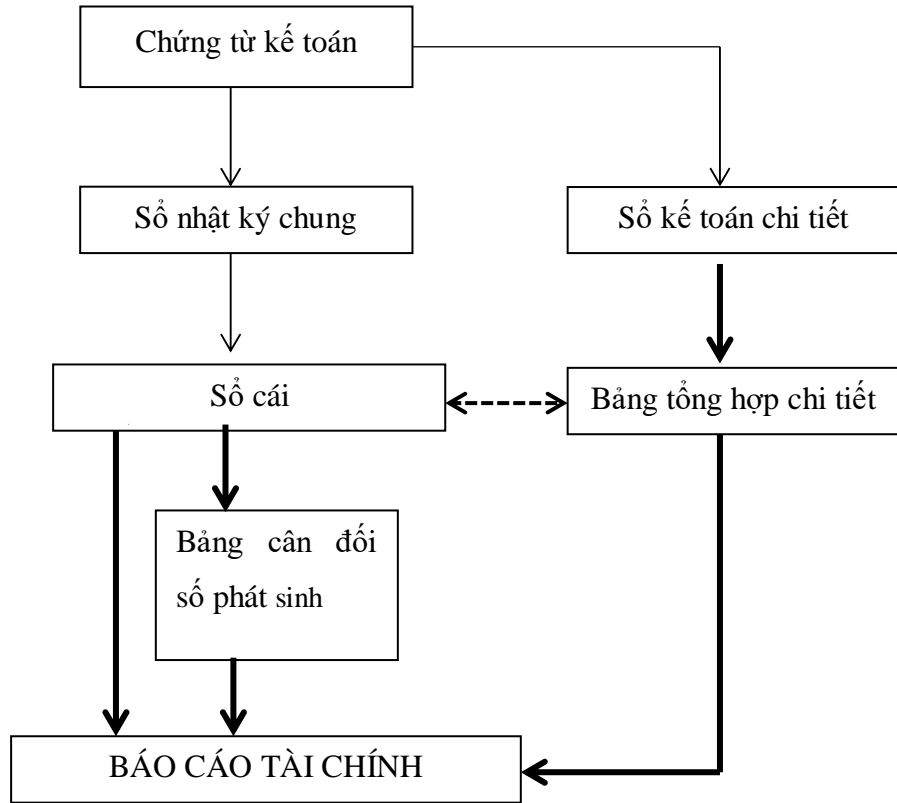 Chứng từ kế toán
Sổ nhật ký chung
Sổ kế toán chi tiết
Sổ cái
Bảng tổng hợp chi tiết
Bảng cân đối
số phát sinh
BÁO CÁO TÀI CHÍNH